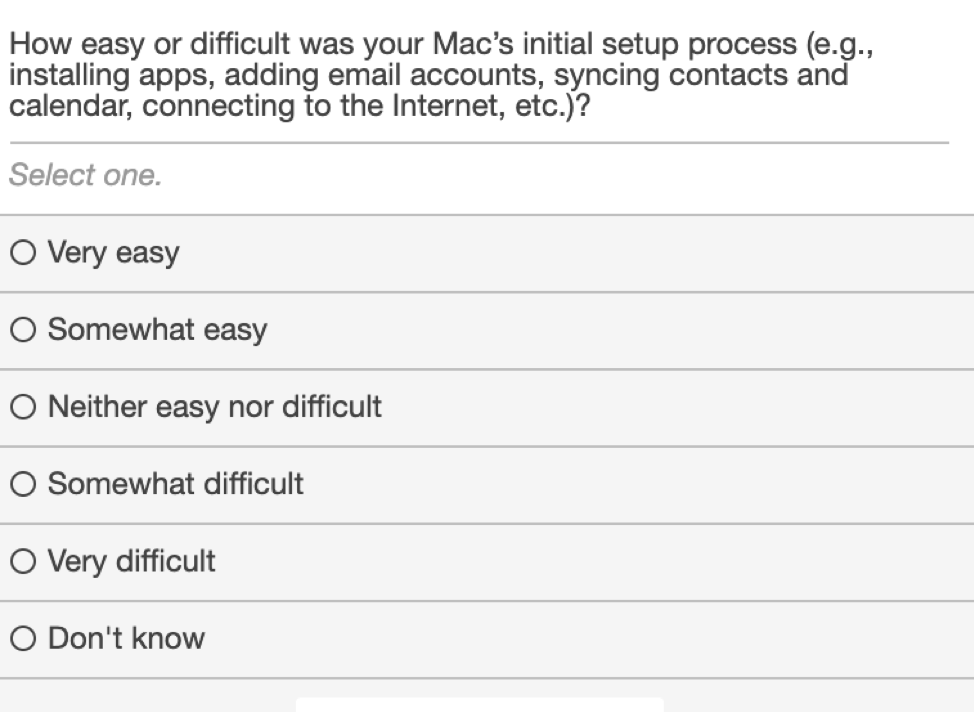 How easy or difficult was your Mac’s initial setup process (e.g.,
installing apps, adding email accounts, syncing contacts and
calendar, connecting to the Internet, etc.)?
Select one.
Very easy
Somewhat easy
Neither easy nor difficult
Somewhat difficult
Very difficult
Don't know